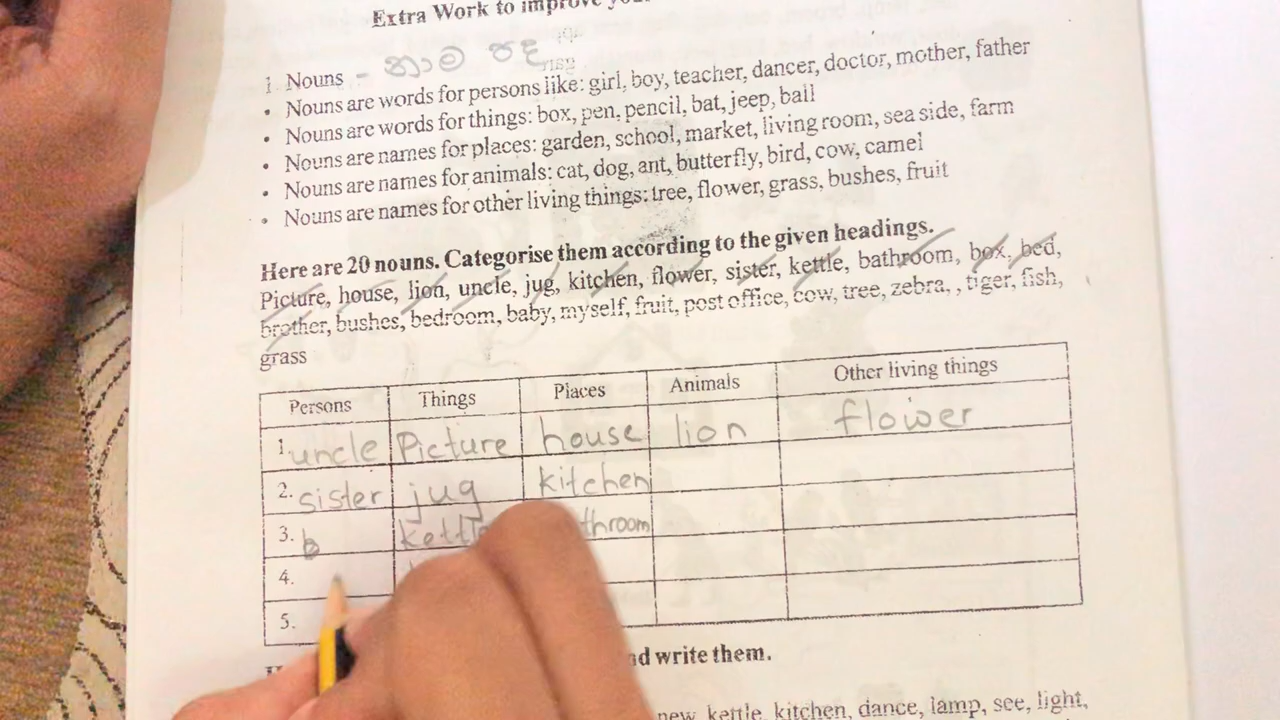 Extra Work to improve
1. Nouns - නාම පද
• Nouns are words for persons like: girl, boy, teacher, dancer, doctor, mother, father
• Nouns are words for things: box, pen, pencil, bat, jeep, ball
• Nouns are names for places: garden, school, market, living room, sea side, farm
• Nouns are names for animals: cat, dog, ant, butterfly, bird, cow, camel
• Nouns are names for other living things: tree, flower, grass, bushes, fruit
Here are 20 nouns. Categorise them according to the given headings.
Picture, house, lion, uncle, jug, kitchen, flower, sister, kettle, bathroom, box, bed,
brother, bushes, bedroom, baby, myself, fruit, post office, cow, tree, zebra, , tiger, fish,
grass
Persons Things Places Animals Other living things
1. uncle Picture house lion flower
2. sister jug kitchen
3. b kettle throom
4.
5.
nd write them.
new, kettle, kitchen, dance, lamp, see, light,